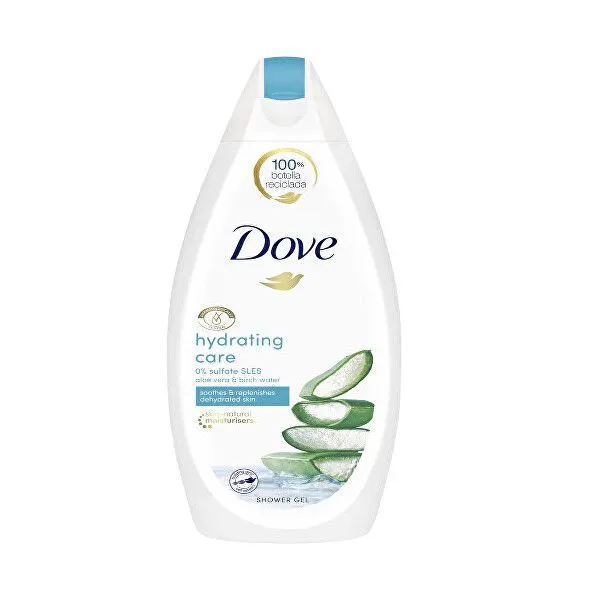 100%
botella
reciclada
Dove
hydrating
care
0% sulfate SLES
aloe vera & birch water
soothes & replenishes
dehydrated skin
skin-natural
moisturisers
SHOWER GEL